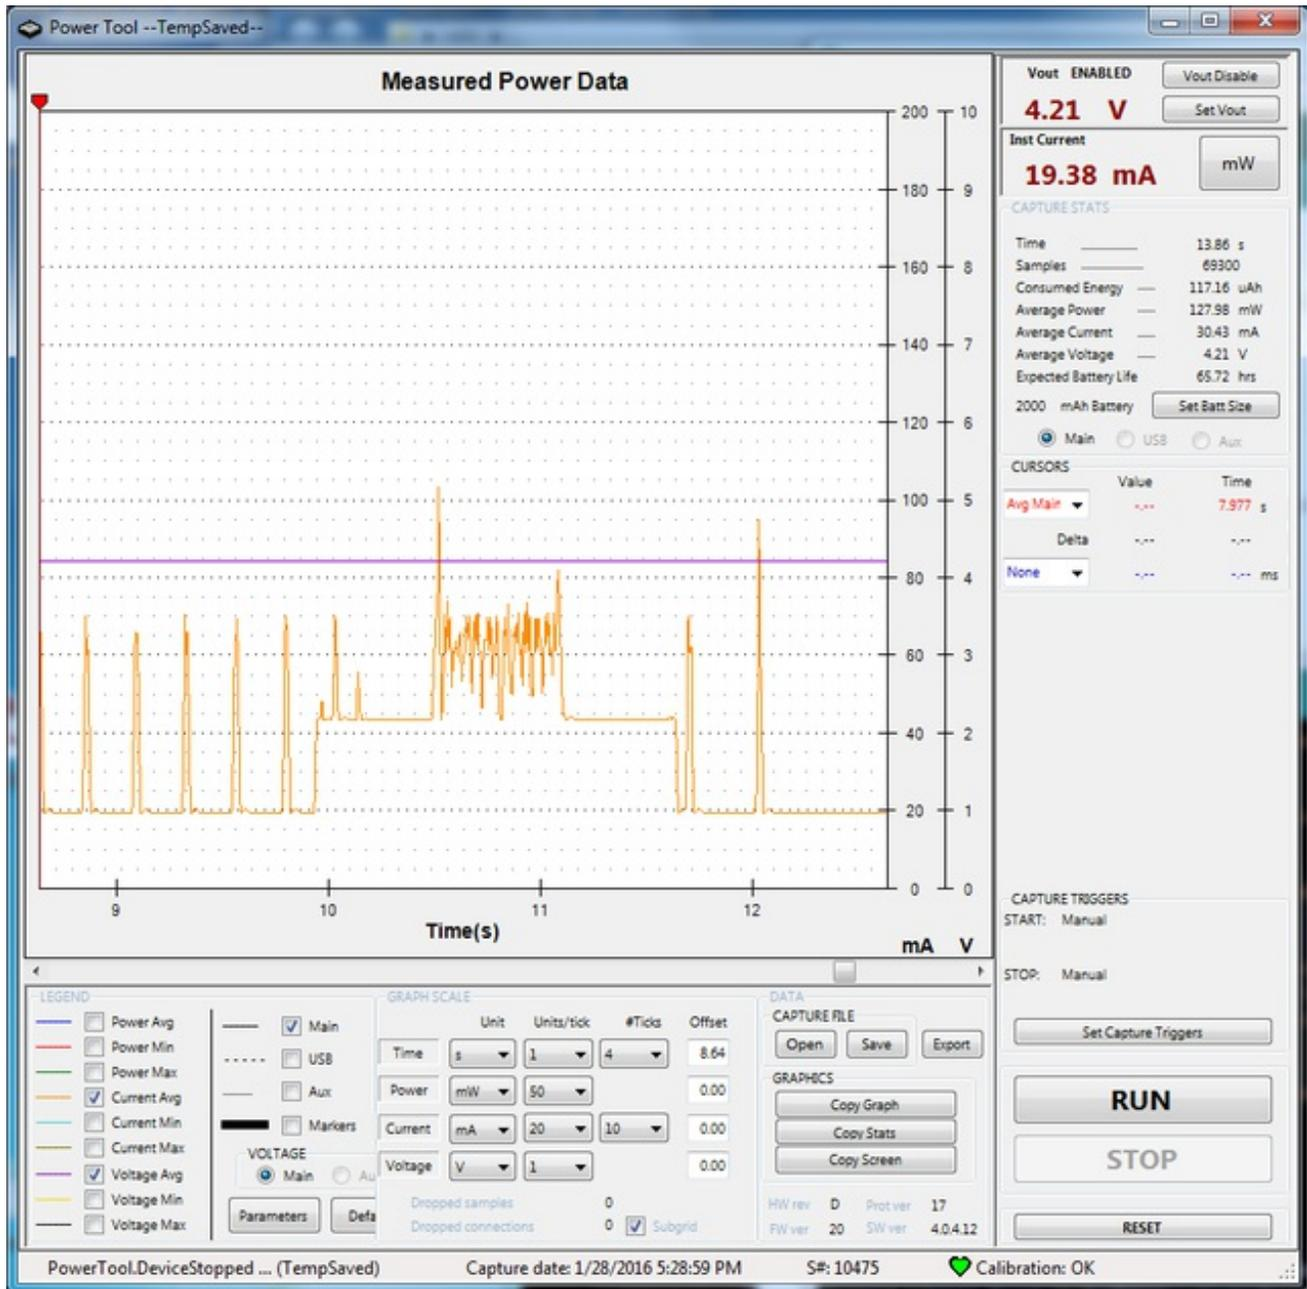 Power Tool --TempSaved--
Measured Power Data
200 10
180 9
160 8
140 7
120 6
100 5
80 4
60 3
40 2
20 1
0 0
9 10 11 12
Time(s)
mA V
Vout ENABLED Vout Disable
4.21 V Set Vout
Inst Current
19.38 mA mW
CAPTURE STATS
Time 13.86 s
Samples 69300
Consumed Energy 117.16 uAh
Average Power 127.98 mW
Average Current 30.43 mA
Average Voltage 4.21 V
Expected Battery Life 65.72 hrs
2000 mAh Battery Set Batt Size
Main USB Aux
CURSORS
Value Time
Avg Main -.-- 7.977 s
Delta -.-- -.--
None -.-- -.-- ms
CAPTURE TRIGGERS
START: Manual
STOP: Manual
Set Capture Triggers
RUN
STOP
RESET
LEGEND
Power Avg
Power Min
Power Max
Current Avg
Current Min
Current Max
Voltage Avg
Voltage Min
Voltage Max
Main
USB
Aux
Markers
VOLTAGE
Main Au
Parameters Defa
GRAPH SCALE
Unit Units/tick #Ticks Offset
Time s 1 4 8.64
Power mW 50 0.00
Current mA 20 10 0.00
Voltage V 1 0.00
Dropped samples 0
Dropped connections 0 Subgrid
DATA
CAPTURE FILE
Open Save Export
GRAPHICS
Copy Graph
Copy Stats
Copy Screen
HW rev D Prot ver 17
FW ver 20 SW ver 4.0.4.12
PowerTool.DeviceStopped ... (TempSaved) Capture date: 1/28/2016 5:28:59 PM S#: 10475 Calibration: OK